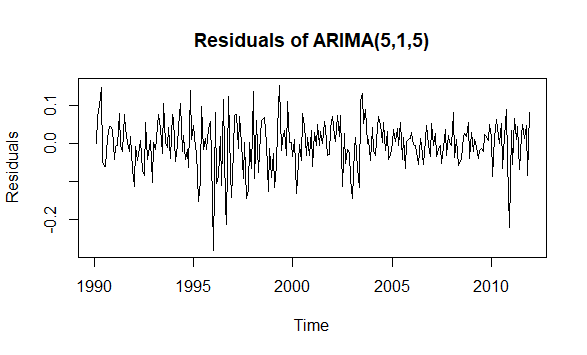 Residuals of ARIMA(5,1,5)
Residuals
0.1
0.0
-0.2
1990 1995 2000 2005 2010
Time